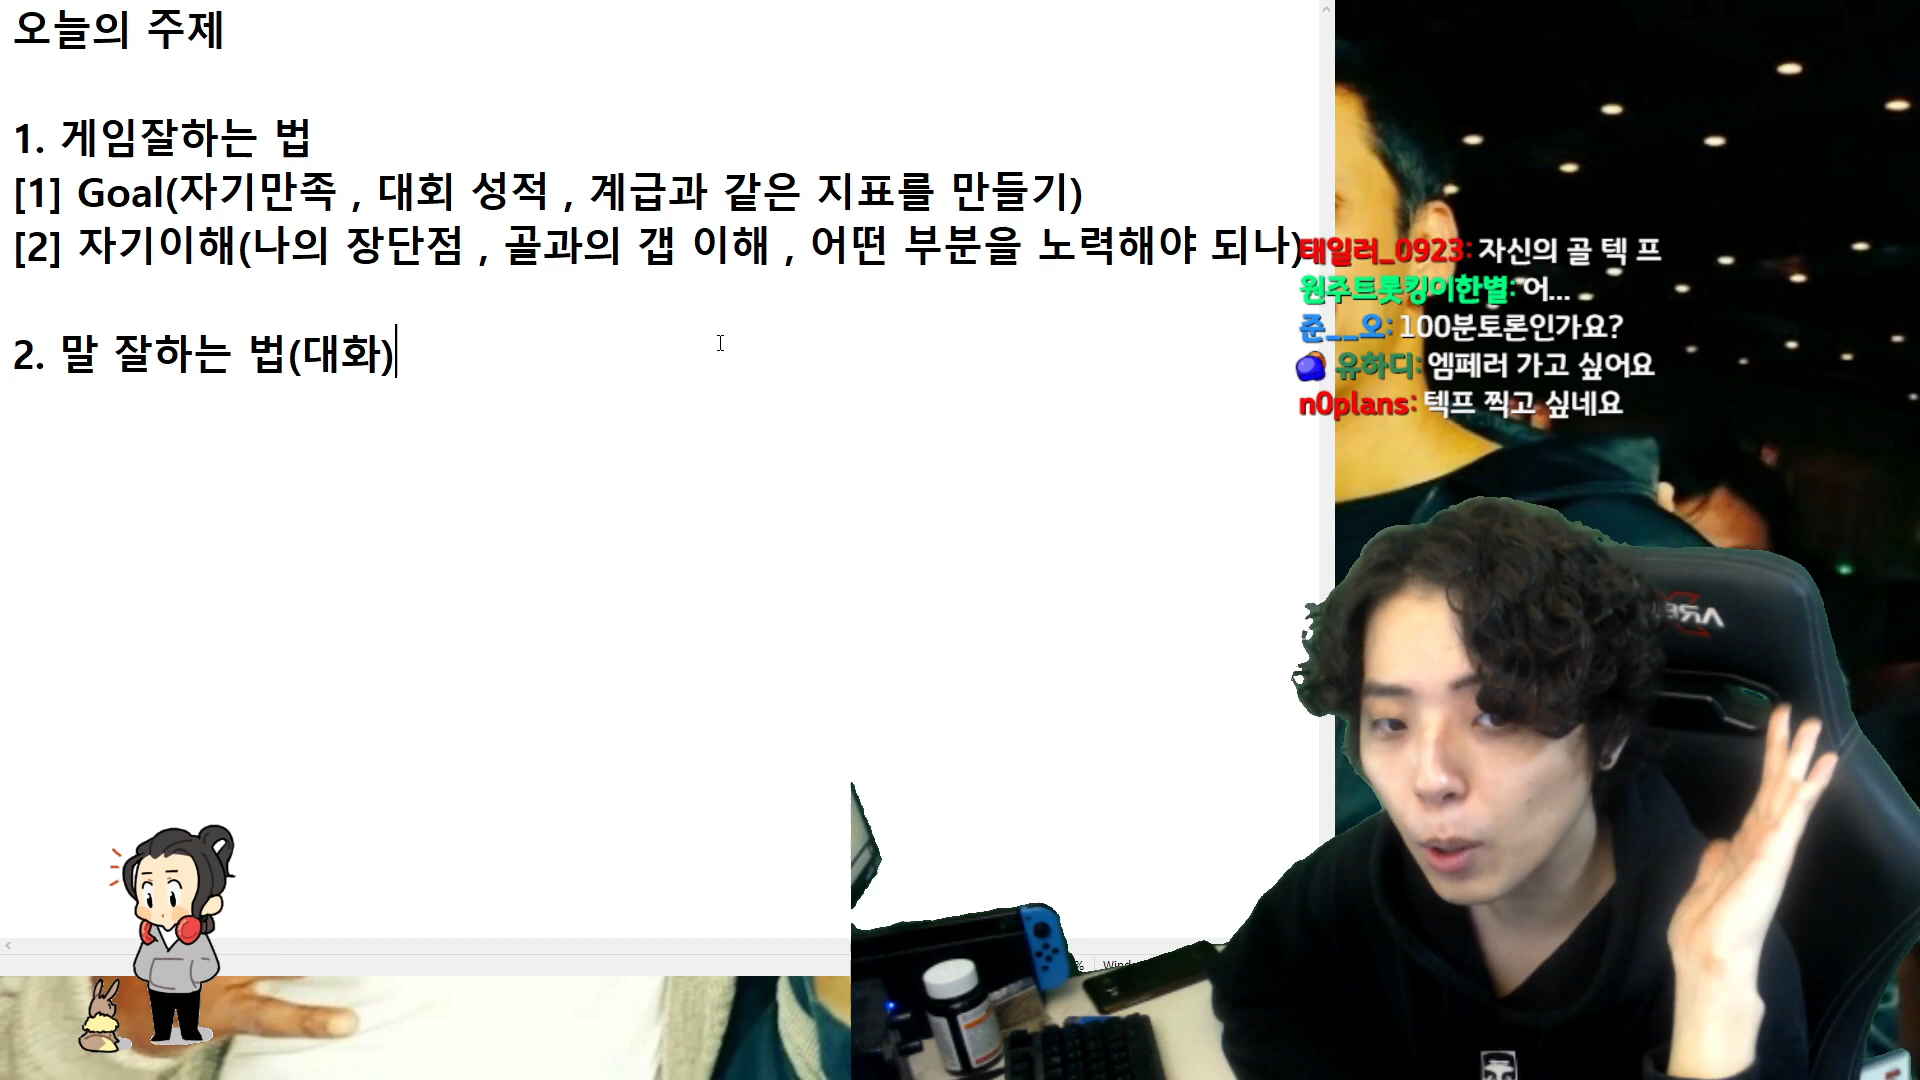 오늘의 주제
1. 게임잘하는 법
[1] Goal(자기만족 , 대회 성적 , 계급과 같은 지표를 만들기)
[2] 자기이해(나의 장단점 , 골과의 갭 이해 , 어떤 부분을 노력해야 되나)
2. 말 잘하는 법(대화)
태일러_0923: 자신의 골 텍 프
원주트롯킹이한별: 어...
준__오: 100분토론인가요?
유하디: 엠페러 가고 싶어요
n0plans: 텍프 찍고 싶네요